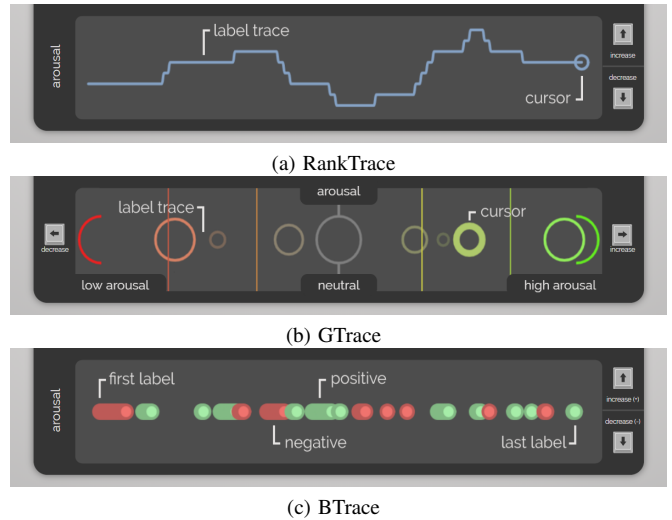 arousal
label trace
cursor
increase
decrease
(a) RankTrace
arousal
label trace
cursor
decrease
increase
low arousal
neutral
high arousal
(b) GTrace
arousal
first label
positive
negative
last label
increase (+)
decrease (-)
(c) BTrace